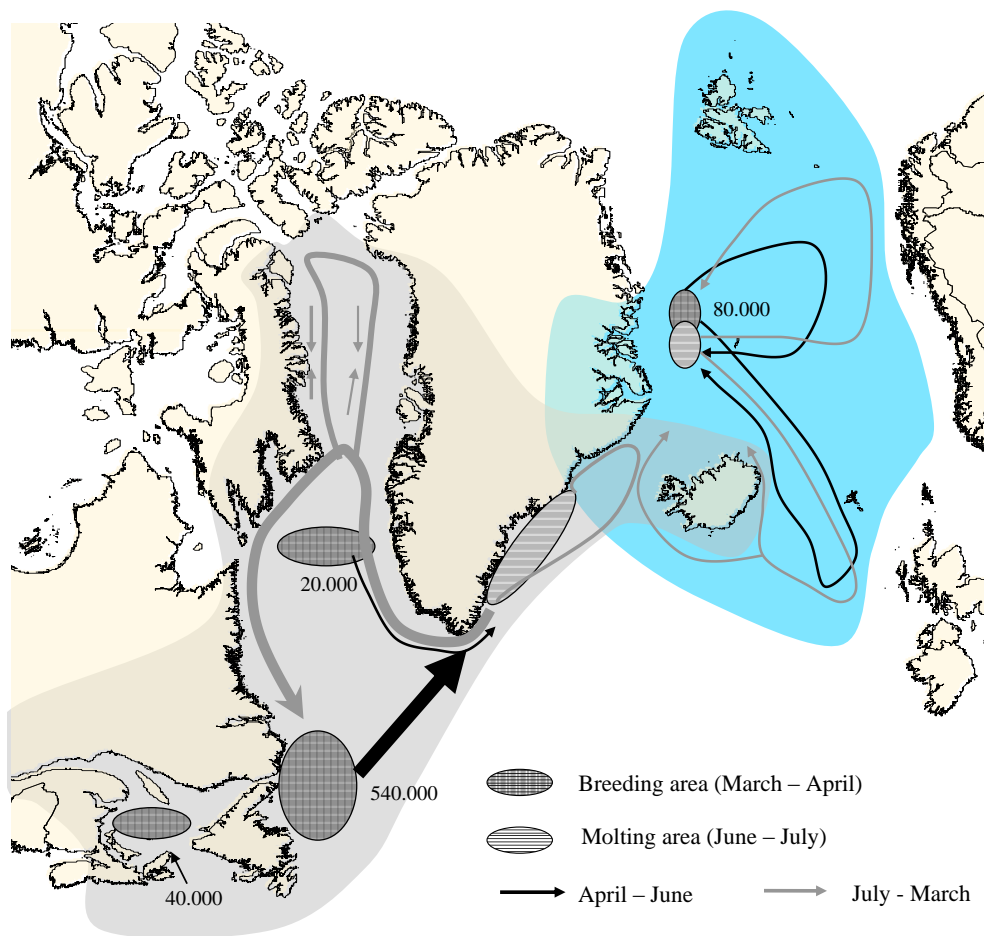 80.000
20.000
540.000
40.000
Breeding area (March – April)
Molting area (June – July)
April – June
July - March